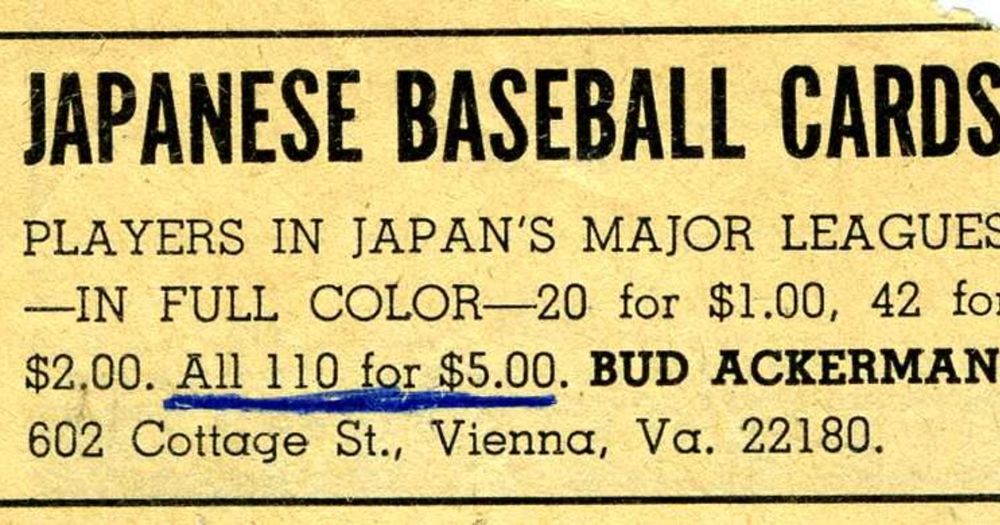 JAPANESE BASEBALL CARDS
PLAYERS IN JAPAN'S MAJOR LEAGUES
—IN FULL COLOR—20 for $1.00, 42 for
$2.00. All 110 for $5.00. BUD ACKERMAN
602 Cottage St., Vienna, Va. 22180.